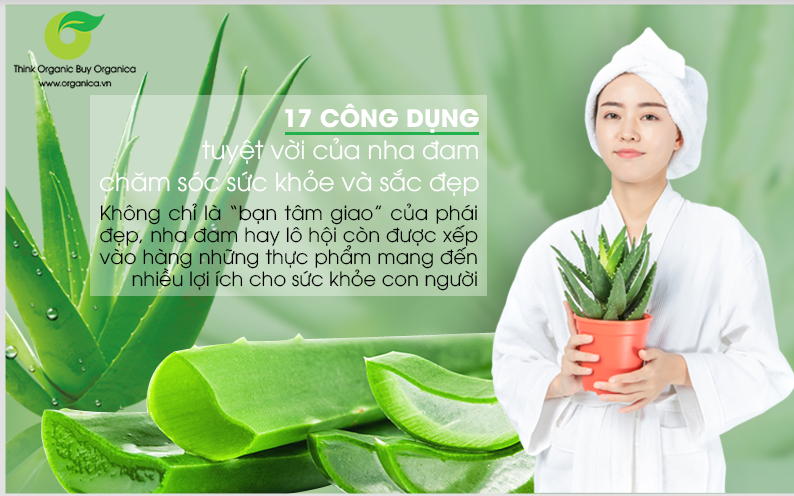 Think Organic Buy Organica
www.organica.vn
17 CÔNG DỤNG
tuyệt vời của nha đam
chăm sóc sức khỏe và sắc đẹp
Không chỉ là “bạn tâm giao” của phái
đẹp, nha đam hay lô hội còn được xếp
vào hàng những thực phẩm mang đến
nhiều lợi ích cho sức khỏe con người